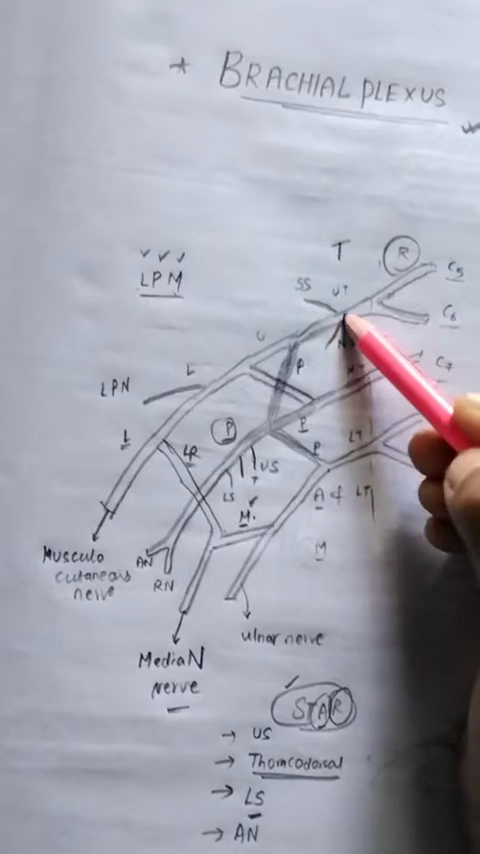 * BRACHIAL PLEXUS
T
R
C5
LPM
SS
UT
C6
U
C7
P
LPN
L
L
P
P
LR
P
LT
US
T
LS
M.
A & LT
M
AN
RN
Musculo
cutaneous
nerve
ulnar nerve
MediaN
nerve
STAR
→ US
→ Thorcodorsal
→ LS
→ AN